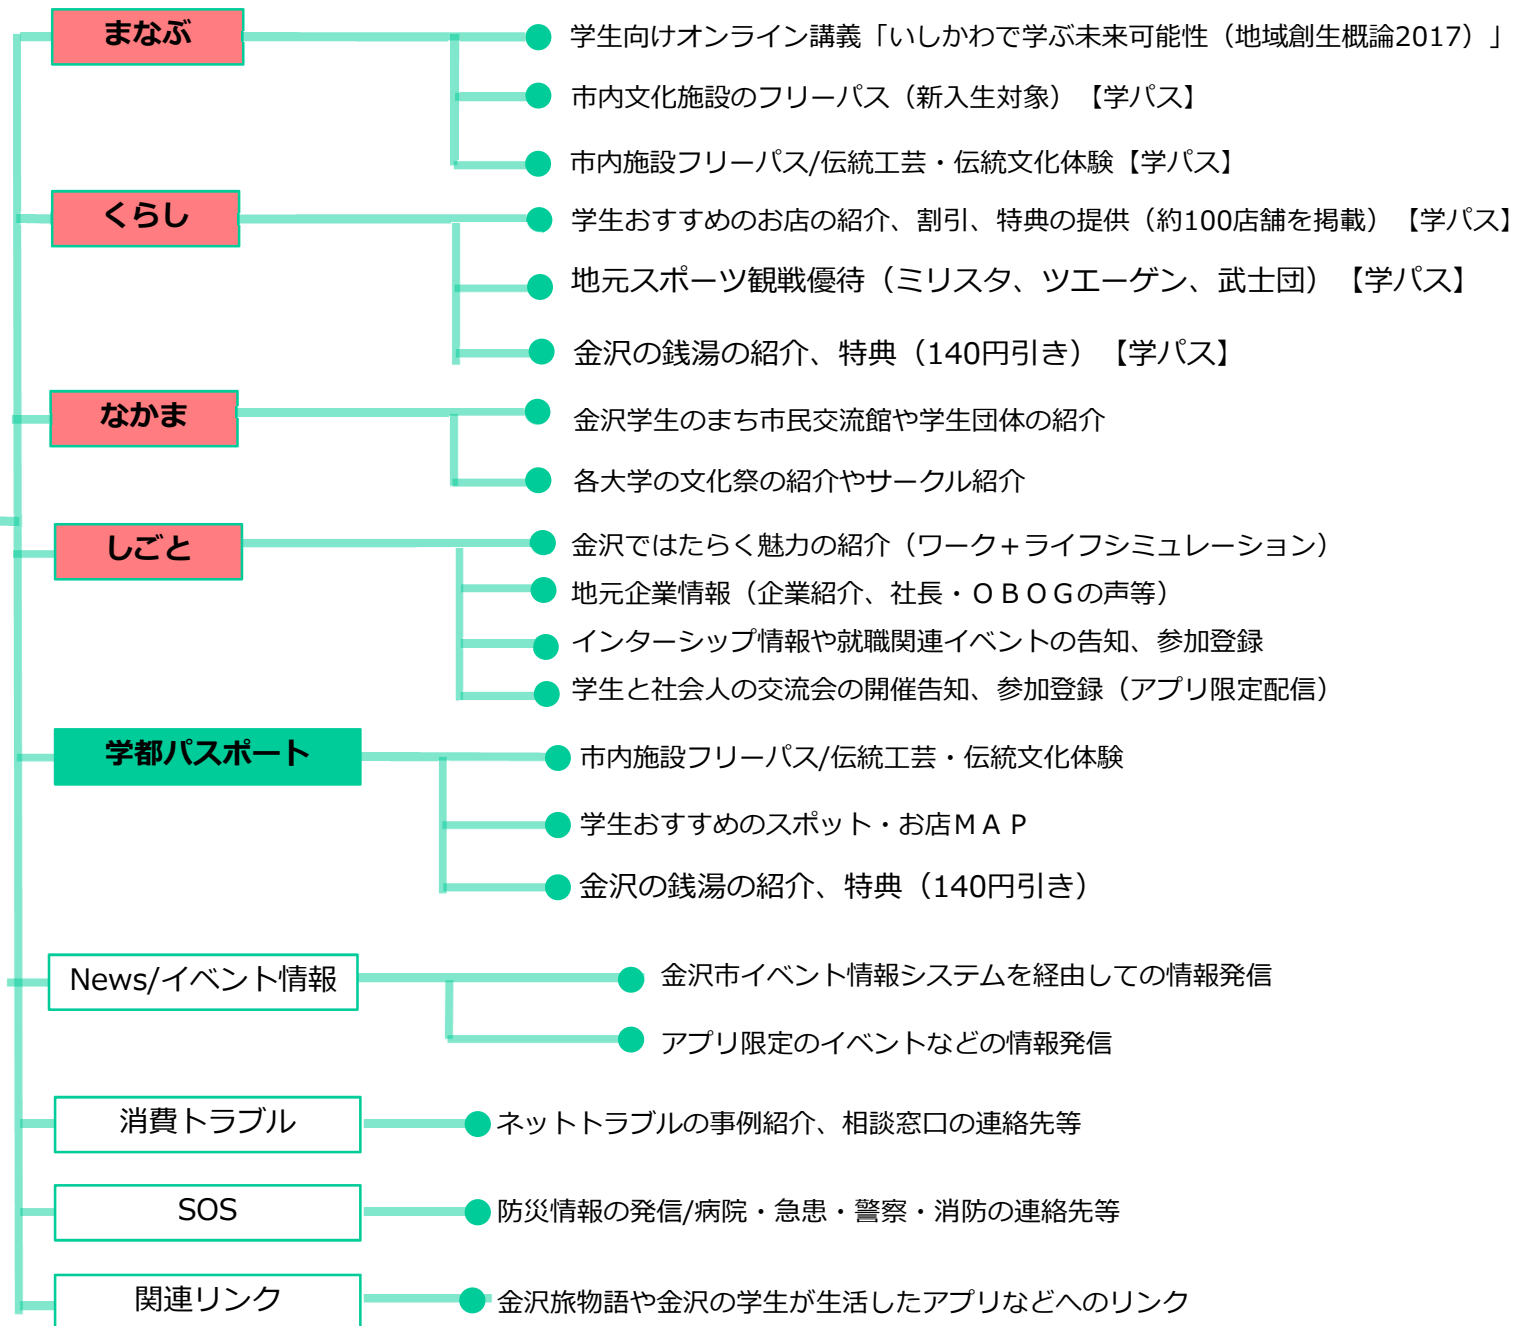 まなぶ
学生向けオンライン講義「いしかわで学ぶ未来可能性（地域創生概論2017）」
市内文化施設のフリーパス（新入生対象）【学パス】
市内施設フリーパス/伝統工芸・伝統文化体験【学パス】
くらし
学生おすすめのお店の紹介、割引、特典の提供（約100店舗を掲載）【学パス】
地元スポーツ観戦優待（ミリスタ、ツエーゲン、武士団）【学パス】
金沢の銭湯の紹介、特典（140円引き）【学パス】
なかま
金沢学生のまち市民交流館や学生団体の紹介
各大学の文化祭の紹介やサークル紹介
しごと
金沢ではたらく魅力の紹介（ワーク+ライフシミュレーション）
地元企業情報（企業紹介、社長・ＯＢＯＧの声等）
インターシップ情報や就職関連イベントの告知、参加登録
学生と社会人の交流会の開催告知、参加登録（アプリ限定配信）
学都パスポート
市内施設フリーパス/伝統工芸・伝統文化体験
学生おすすめのスポット・お店ＭＡＰ
金沢の銭湯の紹介、特典（140円引き）
News/イベント情報
金沢市イベント情報システムを経由しての情報発信
アプリ限定のイベントなどの情報発信
消費トラブル
ネットトラブルの事例紹介、相談窓口の連絡先等
SOS
防災情報の発信/病院・急患・警察・消防の連絡先等
関連リンク
金沢旅物語や金沢の学生が生活したアプリなどへのリンク